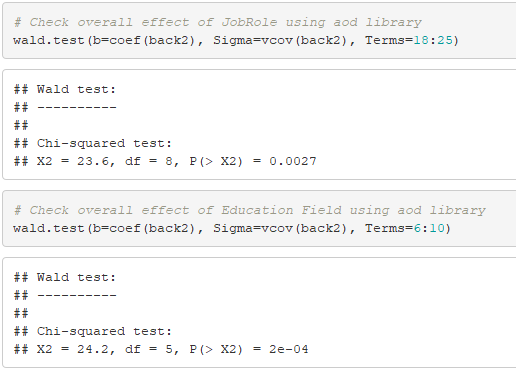 # Check overall effect of JobRole using aod library
wald.test(b=coef(back2), Sigma=vcov(back2), Terms=18:25)
## Wald test:
## ----------
##
## Chi-squared test:
## X2 = 23.6, df = 8, P(> X2) = 0.0027
# Check overall effect of Education Field using aod library
wald.test(b=coef(back2), Sigma=vcov(back2), Terms=6:10)
## Wald test:
## ----------
##
## Chi-squared test:
## X2 = 24.2, df = 5, P(> X2) = 2e-04